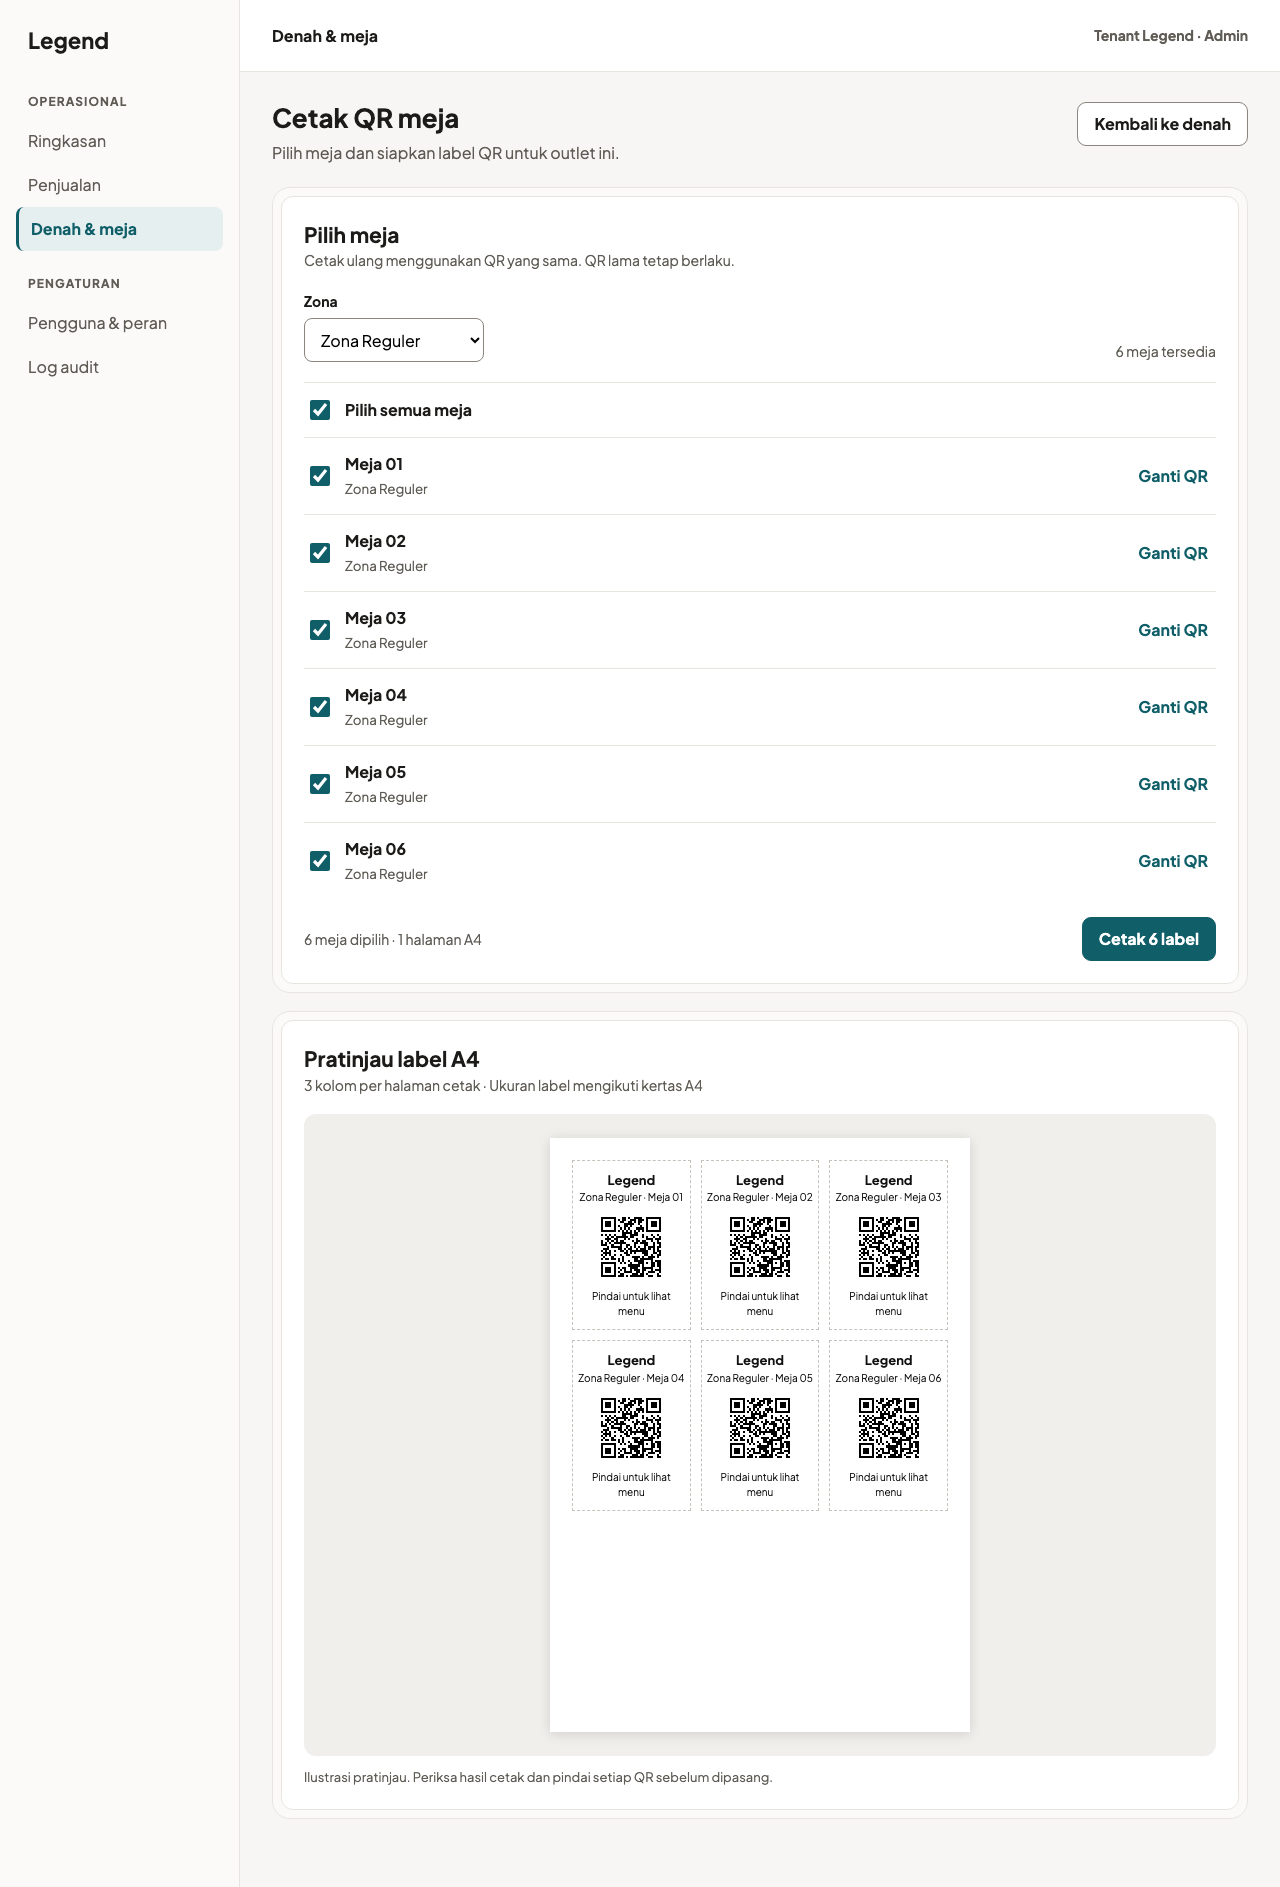 Legend
OPERASIONAL
Ringkasan
Penjualan
Denah & meja
PENGATURAN
Pengguna & peran
Log audit
Denah & meja
Tenant Legend · Admin
Cetak QR meja
Pilih meja dan siapkan label QR untuk outlet ini.
Kembali ke denah
Pilih meja
Cetak ulang menggunakan QR yang sama. QR lama tetap berlaku.
Zona
Zona Reguler
6 meja tersedia
Pilih semua meja
Meja 01
Zona Reguler
Ganti QR
Meja 02
Zona Reguler
Ganti QR
Meja 03
Zona Reguler
Ganti QR
Meja 04
Zona Reguler
Ganti QR
Meja 05
Zona Reguler
Ganti QR
Meja 06
Zona Reguler
Ganti QR
6 meja dipilih · 1 halaman A4
Cetak 6 label
Pratinjau label A4
3 kolom per halaman cetak · Ukuran label mengikuti kertas A4
Legend
Zona Reguler · Meja 01
Pindai untuk lihat
menu
Legend
Zona Reguler · Meja 02
Pindai untuk lihat
menu
Legend
Zona Reguler · Meja 03
Pindai untuk lihat
menu
Legend
Zona Reguler · Meja 04
Pindai untuk lihat
menu
Legend
Zona Reguler · Meja 05
Pindai untuk lihat
menu
Legend
Zona Reguler · Meja 06
Pindai untuk lihat
menu
Ilustrasi pratinjau. Periksa hasil cetak dan pindai setiap QR sebelum dipasang.